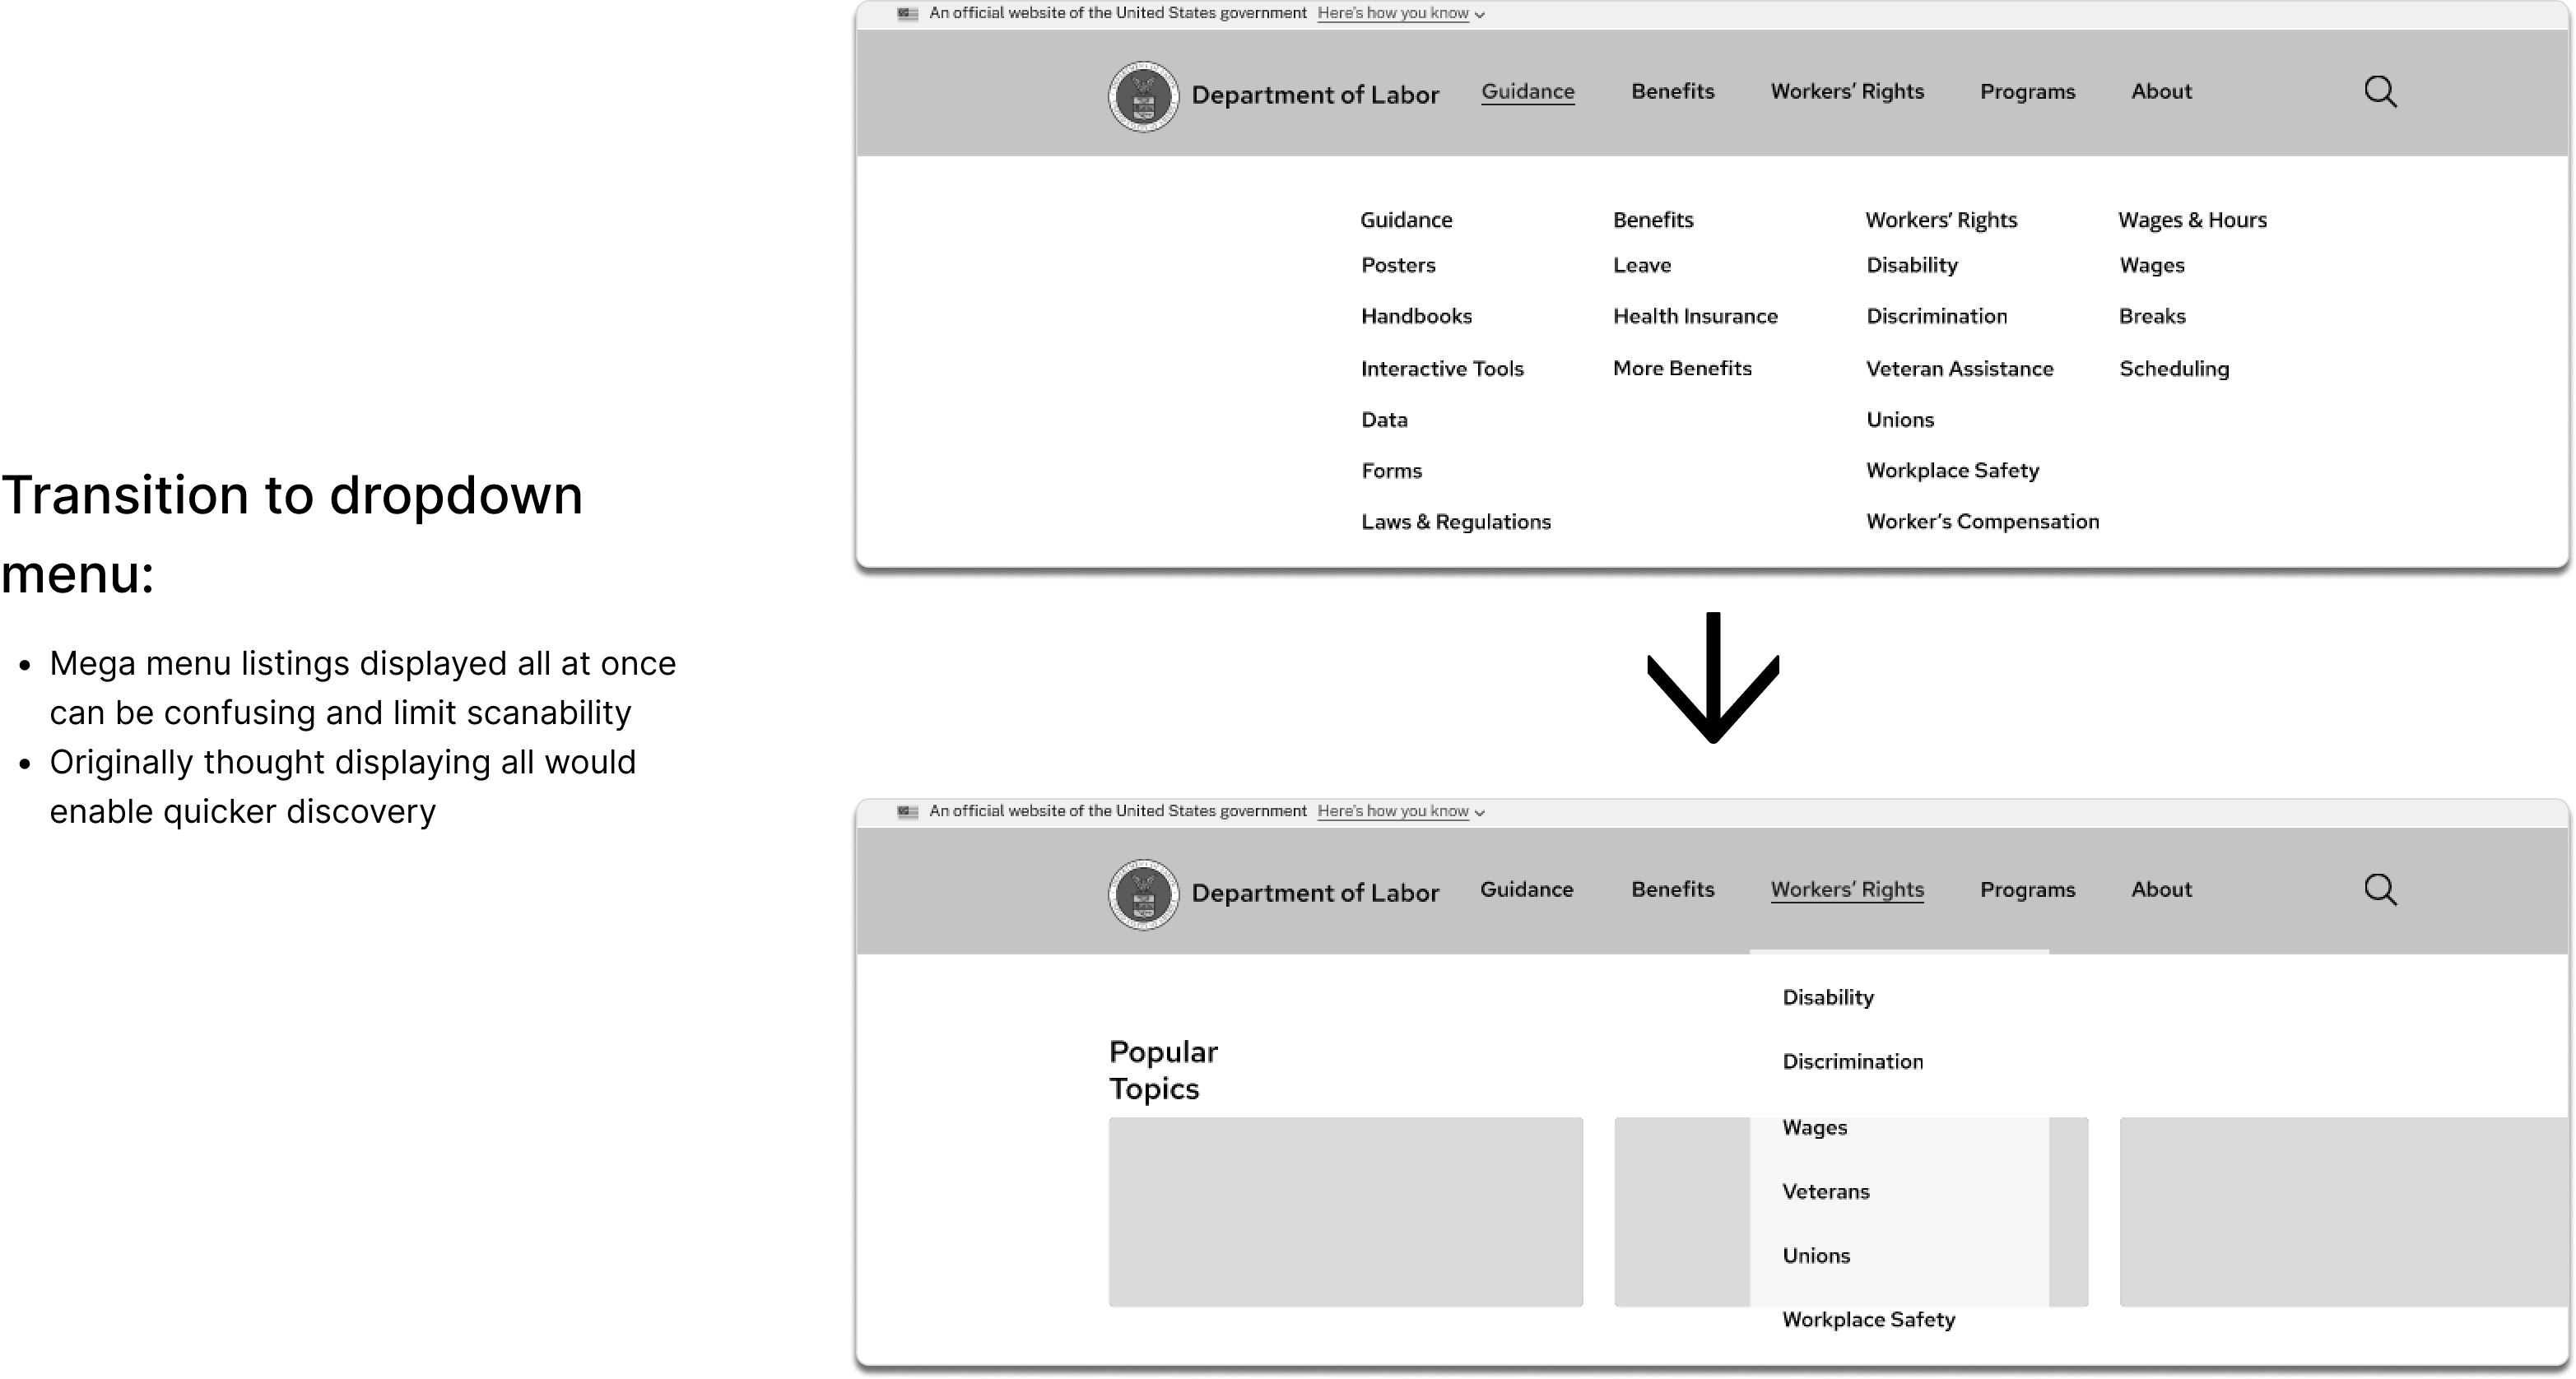 Transition to dropdown
menu:
• Mega menu listings displayed all at once
can be confusing and limit scanability
• Originally thought displaying all would
enable quicker discovery
An official website of the United States government Here's how you know
Department of Labor Guidance Benefits Workers' Rights Programs About
Guidance Benefits Workers' Rights Wages & Hours
Posters Leave Disability Wages
Handbooks Health Insurance Discrimination Breaks
Interactive Tools More Benefits Veteran Assistance Scheduling
Data Unions
Forms Workplace Safety
Laws & Regulations Worker's Compensation
An official website of the United States government Here's how you know
Department of Labor Guidance Benefits Workers' Rights Programs About
Popular
Topics
Disability
Discrimination
Wages
Veterans
Unions
Workplace Safety